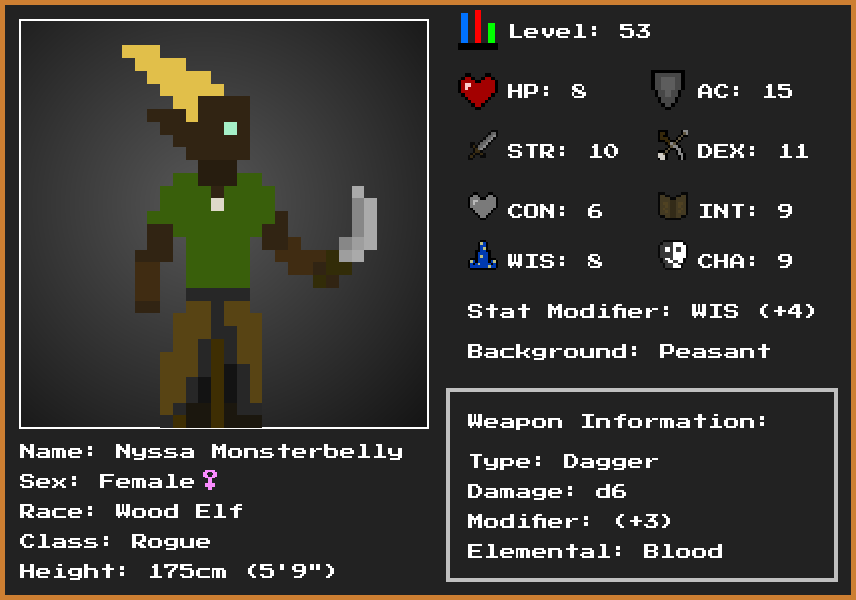 Level: 53
HP: 8
AC: 15
STR: 10
DEX: 11
CON: 6
INT: 9
WIS: 8
CHA: 9
Stat Modifier: WIS (+4)
Background: Peasant
Weapon Information:
Type: Dagger
Damage: d6
Modifier: (+3)
Elemental: Blood
Name: Nyssa Monsterbelly
Sex: Female♀
Race: Wood Elf
Class: Rogue
Height: 175cm (5'9")